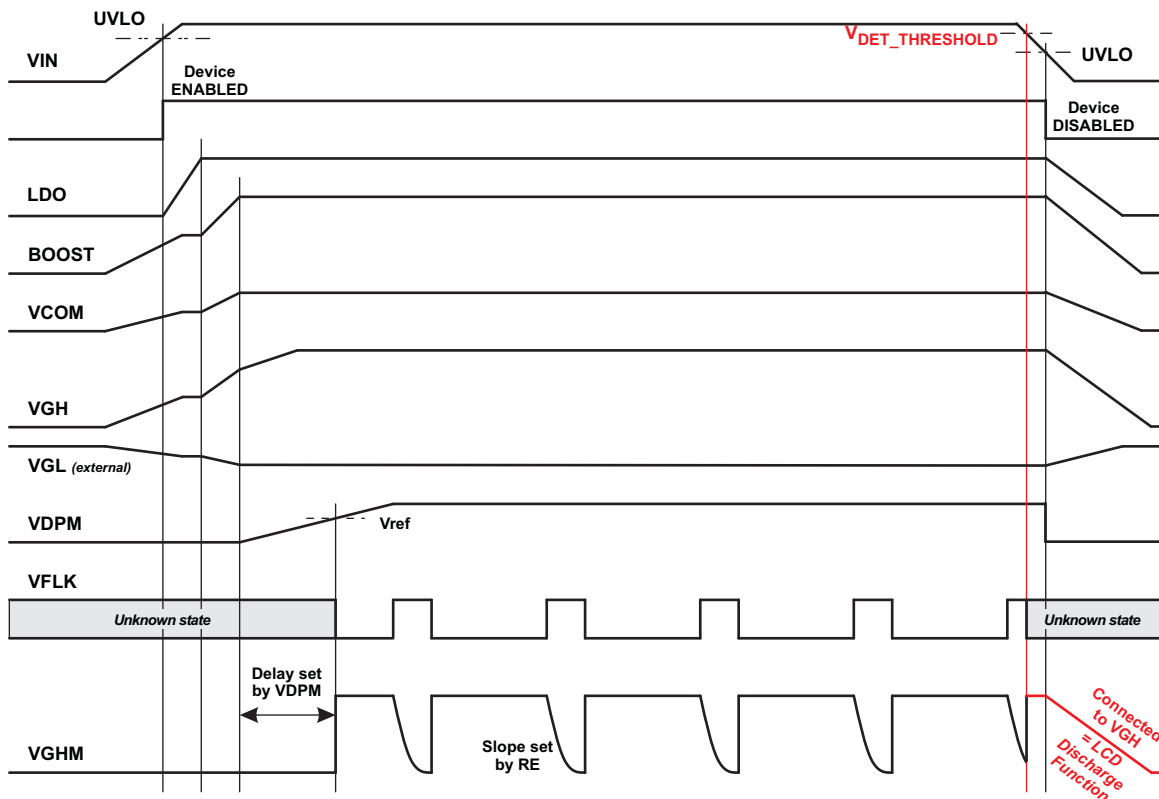 UVLO
VIN
VDET_THRESHOLD
UVLO
Device
ENABLED
Device
DISABLED
LDO
BOOST
VCOM
VGH
VGL (external)
VDPM
Vref
VFLK
Unknown state
Unknown state
Delay set
by VDPM
VGHM
Slope set
by RE
Connected
to VGH
= LCD
Discharge
Function